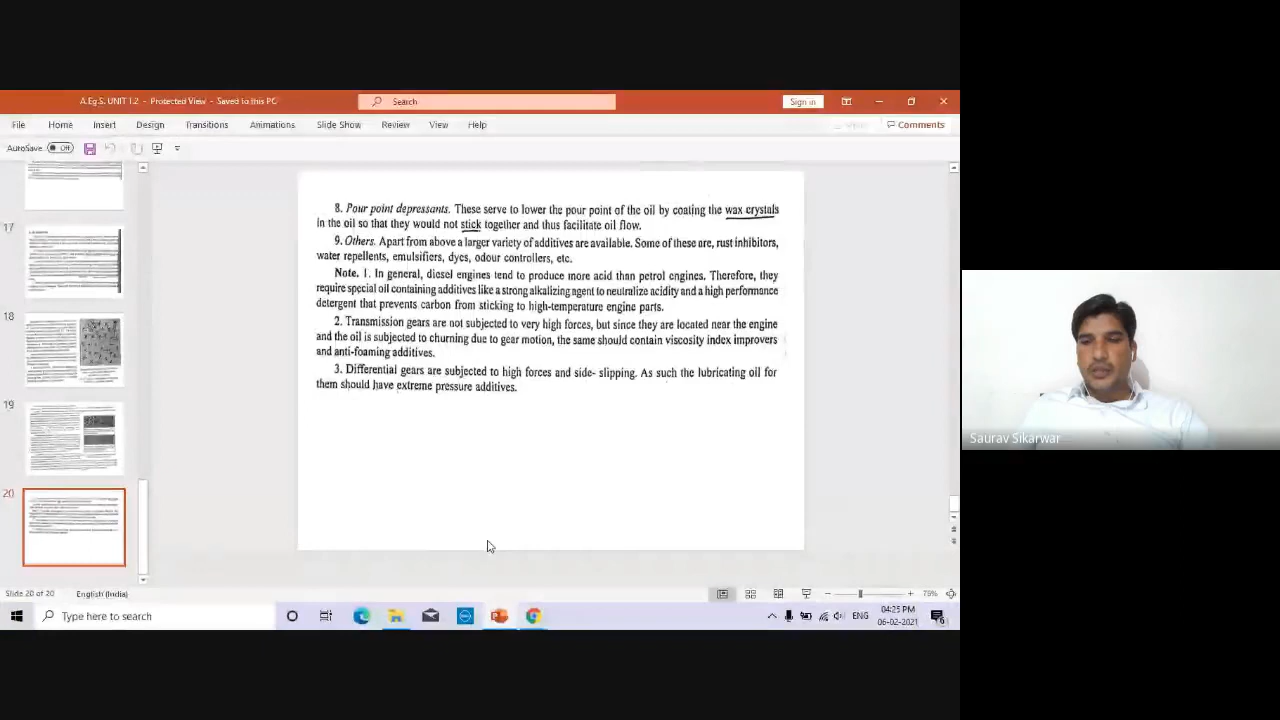 A.Eg.S. UNIT 1.2 - Protected View - Saved to this PC
Search
Sign in
File Home Insert Design Transitions Animations Slide Show Review View Help
Comments
AutoSave Off
17
18
19
20
8. Pour point depressants. These serve to lower the pour point of the oil by coating the wax crystals
in the oil so that they would not stick together and thus facilitate oil flow.
9. Others. Apart from above a larger variety of additives are available. Some of these are, rust inhibitors,
water repellents, emulsifiers, dyes, odour controllers, etc.
Note. 1. In general, diesel engines tend to produce more acid than petrol engines. Therefore, they
require special oil containing additives like a strong alkalizing agent to neutralize acidity and a high performance
detergent that prevents carbon from sticking to high-temperature engine parts.
2. Transmission gears are not subjected to very high forces, but since they are located near the engine
and the oil is subjected to churning due to gear motion, the same should contain viscosity index improvers
and anti-foaming additives.
3. Differential gears are subjected to high forces and side- slipping. As such the lubricating oil for
them should have extreme pressure additives.
Saurav Sikarwar
Slide 20 of 20 English (India)
78%
Type here to search
ENG
04:25 PM
06-02-2021